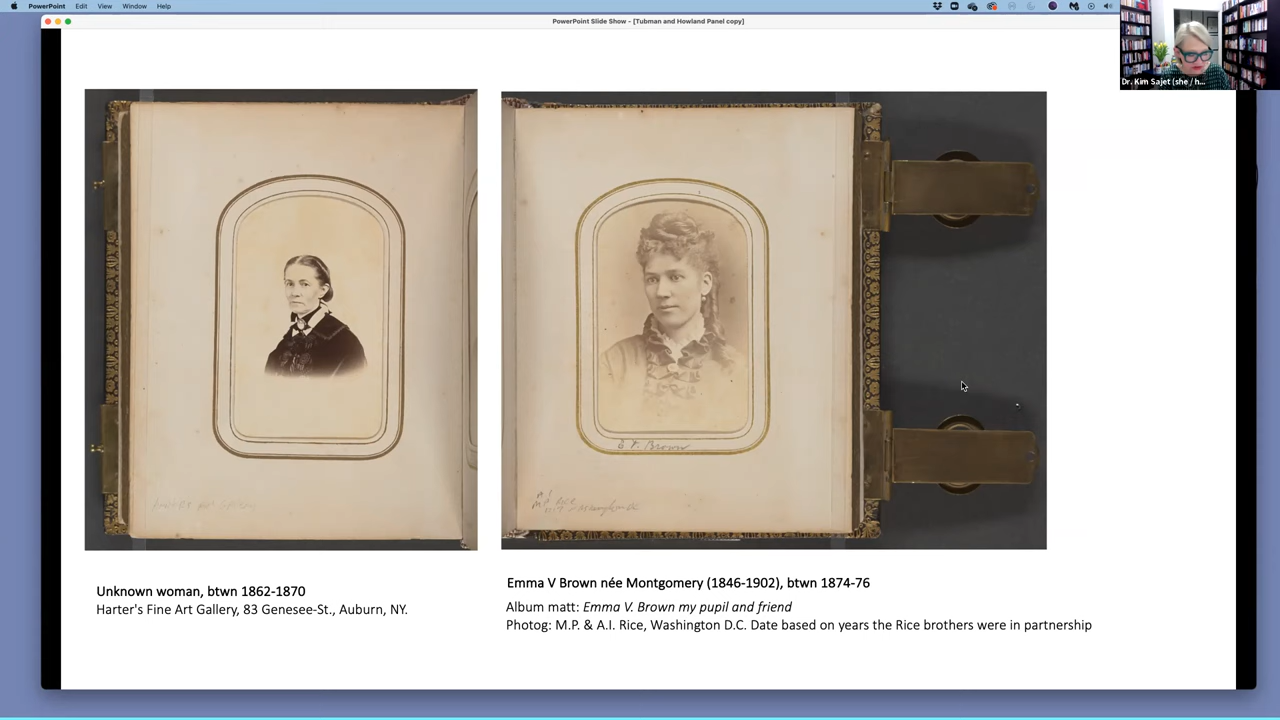 PowerPoint Edit View Window Help
PowerPoint Slide Show - [Tubman and Howland Panel copy]
Dr. Kim Sajet (she / h...
Brown
Unknown woman, btwn 1862-1870
Harter's Fine Art Gallery, 83 Genesee-St., Auburn, NY.
Emma V Brown née Montgomery (1846-1902), btwn 1874-76
Album matt: Emma V. Brown my pupil and friend
Photog: M.P. & A.I. Rice, Washington D.C. Date based on years the Rice brothers were in partnership